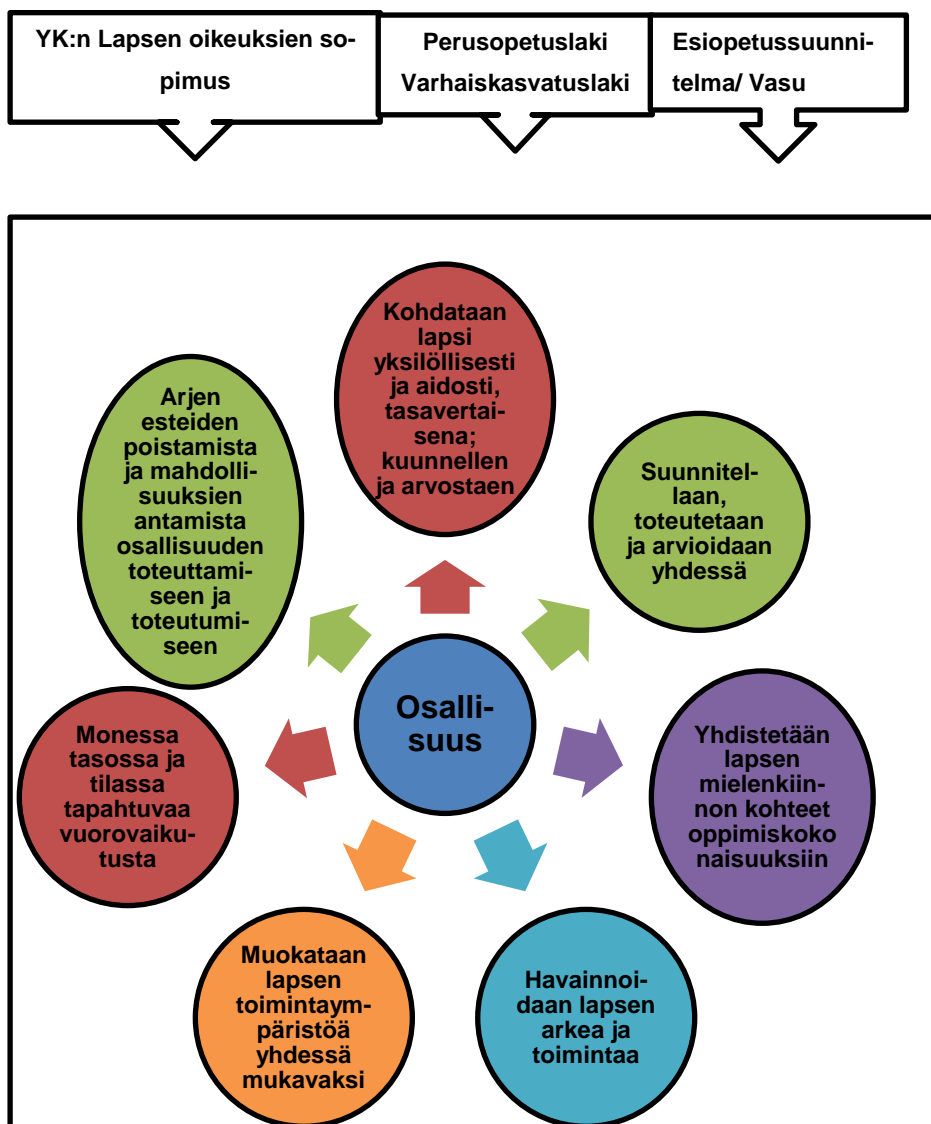 YK:n Lapsen oikeuksien so-
pimus
Perusopetuslaki
Varhaiskasvatuslaki
Esiopetussuunni-
telma/ Vasu
Kohdataan
lapsi
yksilöllisesti
ja aidosti,
tasavertai-
sena;
kuunnellen
ja arvostaen
Arjen
esteiden
poistamista
ja mahdolli-
suuksien
antamista
osallisuuden
toteuttami-
seen ja
toteutumi-
seen
Suunnitel-
laan,
toteutetaan
ja arvioidaan
yhdessä
Osalli-
suus
Monessa
tasossa ja
tilassa
tapahtuvaa
vuorovaiku-
tusta
Yhdistetään
lapsen
mielenkiin-
non kohteet
oppimiskoko
naisuuksiin
Muokataan
lapsen
toimintaym-
päristöä
yhdessä
mukavaksi
Havainnoi-
daan lapsen
arkea ja
toimintaa